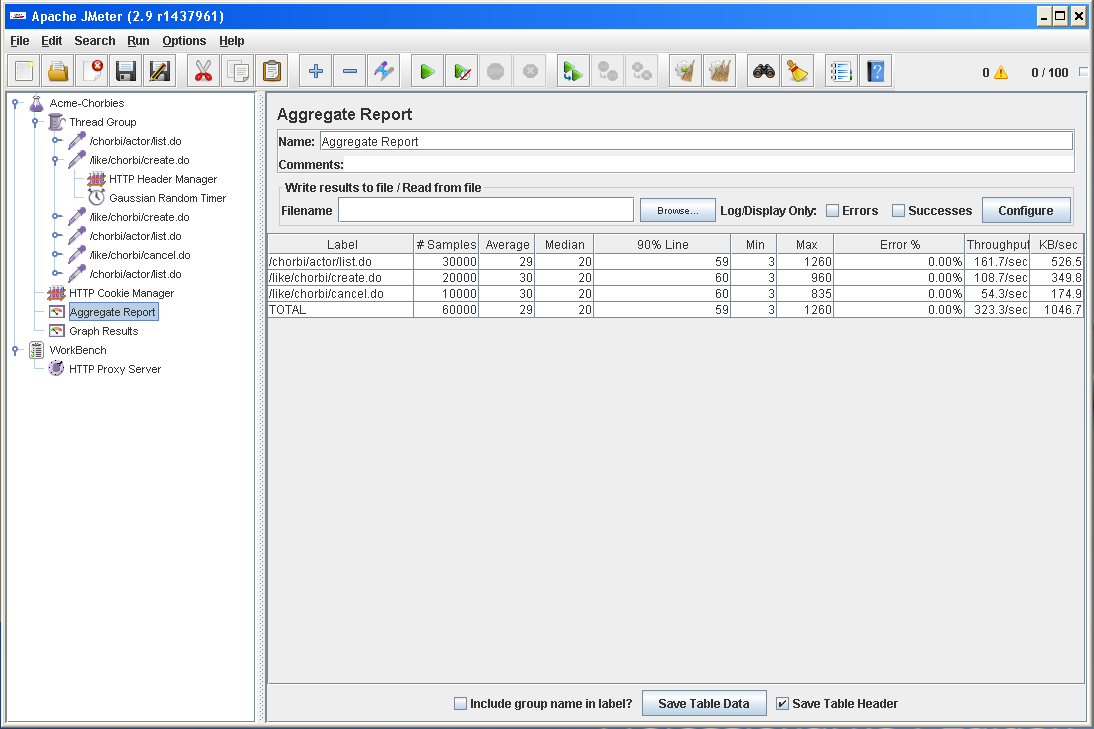 Apache JMeter (2.9 r1437961)
File Edit Search Run Options Help
0 0 / 100
Acme-Chorbies
Thread Group
/chorbi/actor/list.do
/like/chorbi/create.do
HTTP Header Manager
Gaussian Random Timer
/like/chorbi/create.do
/chorbi/actor/list.do
/like/chorbi/cancel.do
/chorbi/actor/list.do
HTTP Cookie Manager
Aggregate Report
Graph Results
WorkBench
HTTP Proxy Server
Aggregate Report
Name: Aggregate Report
Comments:
Write results to file / Read from file
Filename Browse... Log/Display Only: Errors Successes Configure
Label # Samples Average Median 90% Line Min Max Error % Throughput KB/sec
/chorbi/actor/list.do 30000 29 20 59 3 1260 0.00% 161.7/sec 526.5
/like/chorbi/create.do 20000 30 20 60 3 960 0.00% 108.7/sec 349.8
/like/chorbi/cancel.do 10000 30 20 60 3 835 0.00% 54.3/sec 174.9
TOTAL 60000 29 20 59 3 1260 0.00% 323.3/sec 1046.7
Include group name in label? Save Table Data Save Table Header